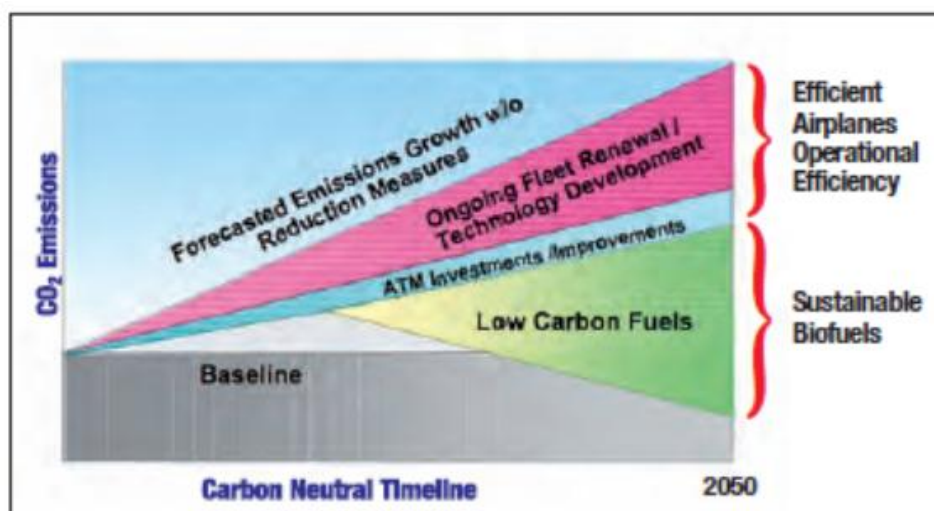 CO₂ Emissions
Forecasted Emissions Growth w/o
Reduction Measures
Ongoing Fleet Renewal /
Technology Development
ATM Investments /Improvements
Low Carbon Fuels
Baseline
Efficient
Airplanes
Operational
Efficiency
Sustainable
Biofuels
Carbon Neutral Timeline
2050